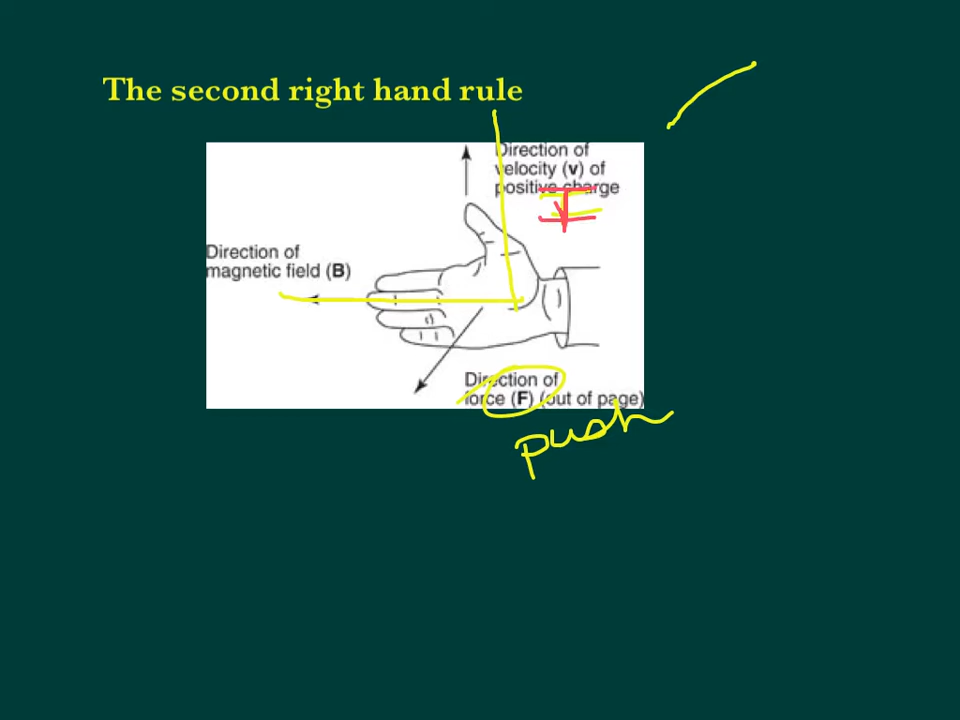 The second right hand rule
Direction of
velocity (v) of
positive charge
I
Direction of
magnetic field (B)
Direction of
force (F) (out of page)
push